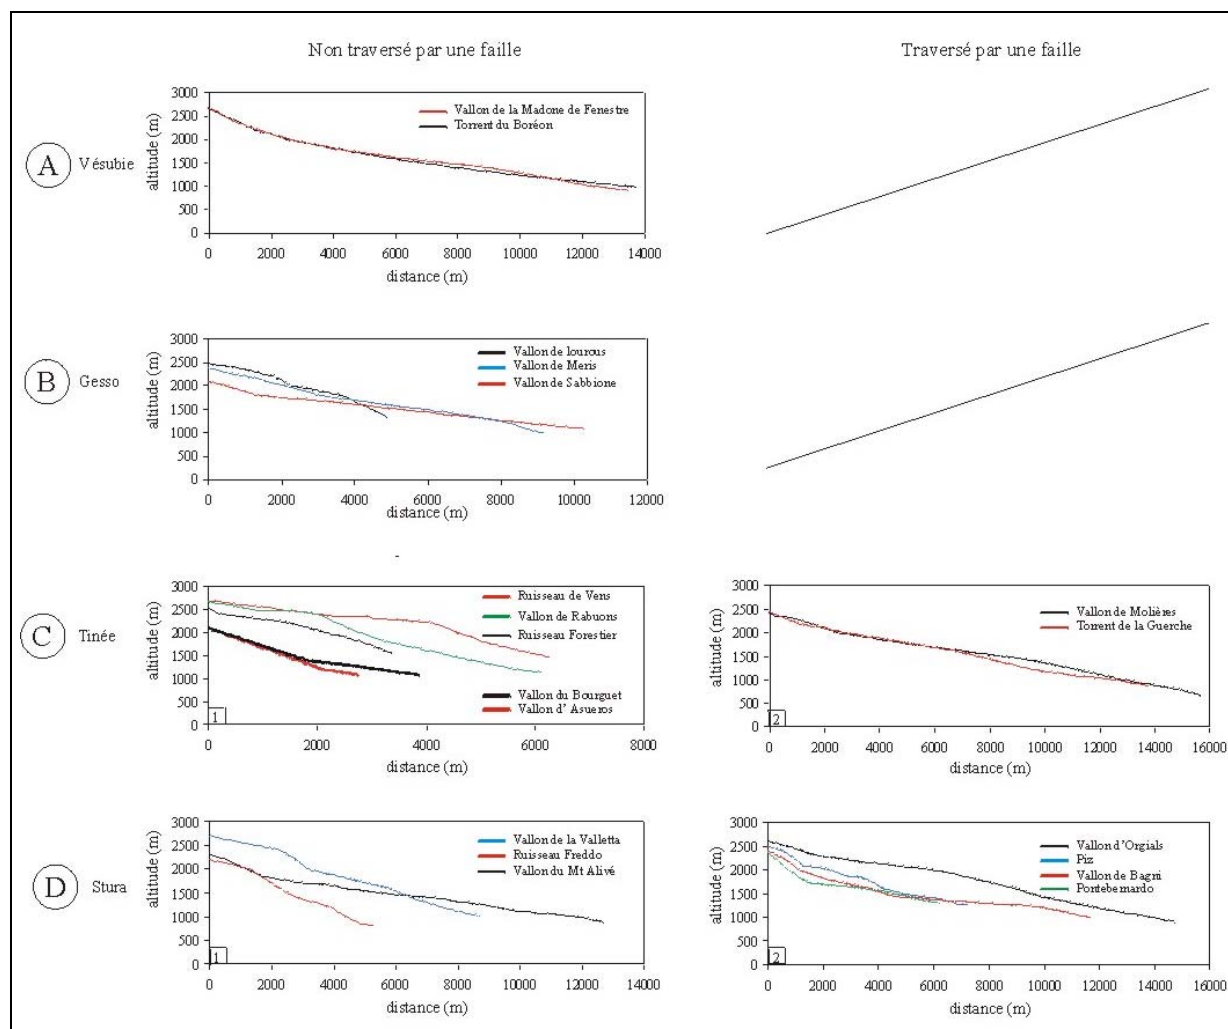 Non traversé par une faille
Traversé par une faille
A Vésubie
altitude (m)
3000
2500
2000
1500
1000
500
0
Vallon de la Madone de Fenestre
Torrent du Boréon
0 2000 4000 6000 8000 10000 12000 14000
distance (m)
B Gesso
altitude (m)
3000
2500
2000
1500
1000
500
0
Vallon de lourous
Vallon de Meris
Vallon de Sabbione
0 2000 4000 6000 8000 10000 12000
distance (m)
C Tinée
altitude (m)
3000
2500
2000
1500
1000
500
0
Ruisseau de Vens
Vallon de Rabuons
Ruisseau Forestier
Vallon du Bourguet
Vallon d' Asueros
1
0 2000 4000 6000 8000
distance (m)
altitude (m)
3000
2500
2000
1500
1000
500
0
Vallon de Molières
Torrent de la Guerche
2
0 2000 4000 6000 8000 10000 12000 14000 16000
distance (m)
D Stura
altitude (m)
3000
2500
2000
1500
1000
500
0
Vallon de la Valletta
Ruisseau Freddo
Vallon du Mt Alivé
1
0 2000 4000 6000 8000 10000 12000 14000
distance (m)
altitude (m)
3000
2500
2000
1500
1000
500
0
Vallon d'Orgials
Piz
Vallon de Bagni
Pontebernardo
2
0 2000 4000 6000 8000 10000 12000 14000 16000
distance (m)